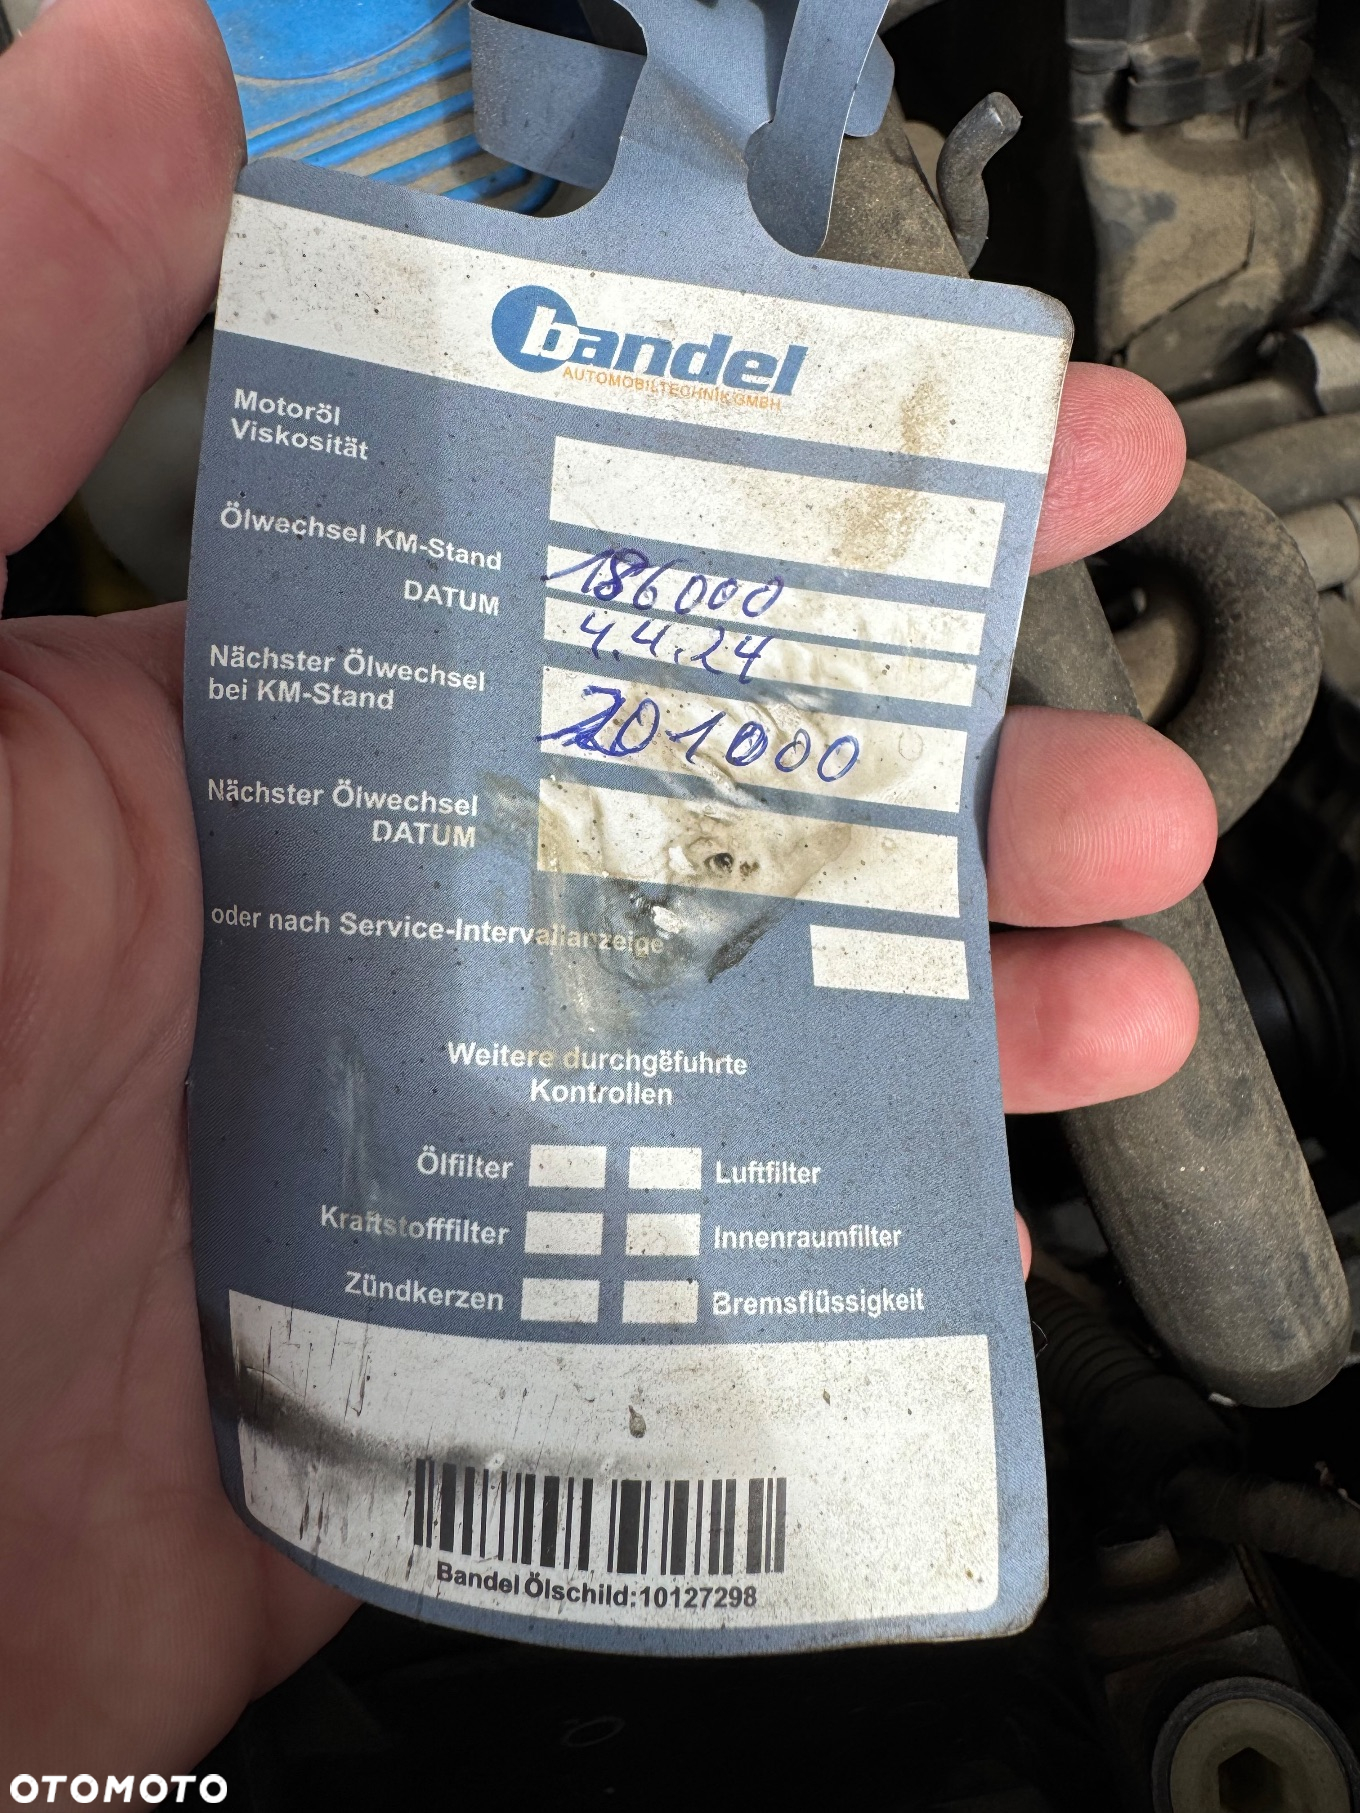 bandel
AUTOMOBILTECHNIK GMBH
Motoröl
Viskosität
Ölwechsel KM-Stand
186000
DATUM
4.4.24
Nächster Ölwechsel
bei KM-Stand
201000
Nächster Ölwechsel
DATUM
oder nach Service-Intervallanzeige
Weitere durchgeführte
Kontrollen
Ölfilter
Luftfilter
Kraftstofffilter
Innenraumfilter
Zündkerzen
Bremsflüssigkeit
Bandel Ölschild:10127298
OTOMOTO